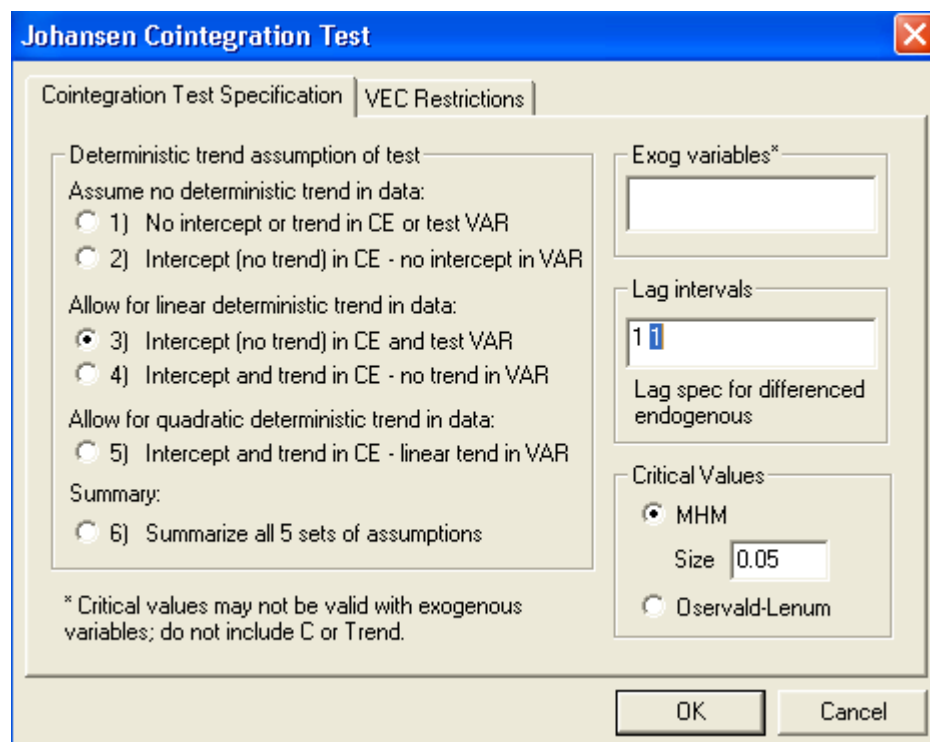 Johansen Cointegration Test
Cointegration Test Specification
VEC Restrictions
Deterministic trend assumption of test
Assume no deterministic trend in data:
1) No intercept or trend in CE or test VAR
2) Intercept (no trend) in CE - no intercept in VAR
Allow for linear deterministic trend in data:
3) Intercept (no trend) in CE and test VAR
4) Intercept and trend in CE - no trend in VAR
Allow for quadratic deterministic trend in data:
5) Intercept and trend in CE - linear tend in VAR
Summary:
6) Summarize all 5 sets of assumptions
* Critical values may not be valid with exogenous
variables; do not include C or Trend.
Exog variables*
Lag intervals
1 1
Lag spec for differenced
endogenous
Critical Values
MHM
Size 0.05
Oservald-Lenum
OK
Cancel